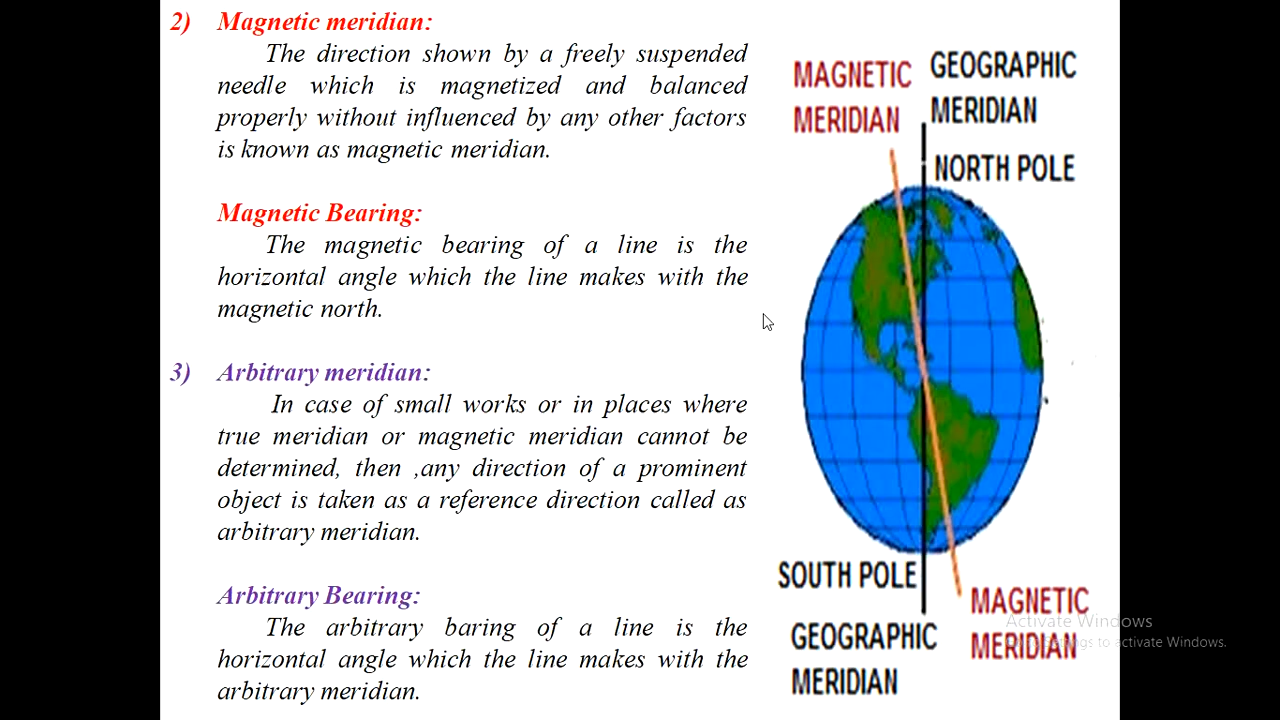 2) Magnetic meridian:
The direction shown by a freely suspended
needle which is magnetized and balanced
properly without influenced by any other factors
is known as magnetic meridian.
Magnetic Bearing:
The magnetic bearing of a line is the
horizontal angle which the line makes with the
magnetic north.
3) Arbitrary meridian:
In case of small works or in places where
true meridian or magnetic meridian cannot be
determined, then ,any direction of a prominent
object is taken as a reference direction called as
arbitrary meridian.
Arbitrary Bearing:
The arbitrary baring of a line is the
horizontal angle which the line makes with the
arbitrary meridian.
MAGNETIC
MERIDIAN
GEOGRAPHIC
MERIDIAN
NORTH POLE
SOUTH POLE
GEOGRAPHIC
MERIDIAN
MAGNETIC
MERIDIAN
Activate Windows
to activate Windows.